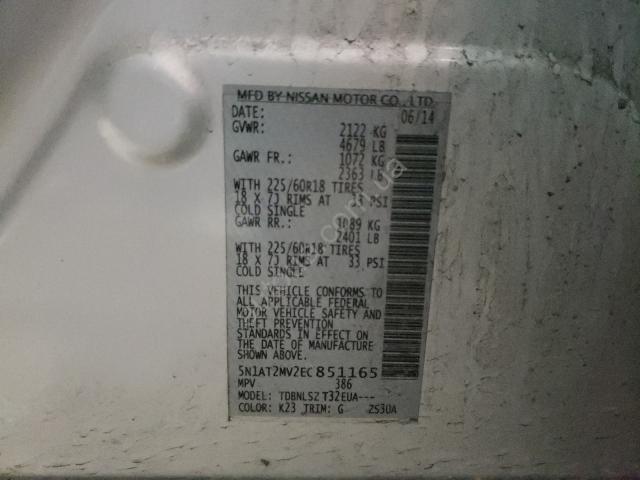 MFD BY NISSAN MOTOR CO., LTD.
DATE: 06/14
GVWR: 2122 KG
4679 LB
GAWR FR.: 1072 KG
2363 LB
WITH 225/60R18 TIRES
18 X 7J RIMS AT 33 PSI
COLD SINGLE
GAWR RR.: 1089 KG
2401 LB
WITH 225/60R18 TIRES
18 X 7J RIMS AT 33 PSI
COLD SINGLE
THIS VEHICLE CONFORMS TO
ALL APPLICABLE FEDERAL
MOTOR VEHICLE SAFETY AND
THEFT PREVENTION
STANDARDS IN EFFECT ON
THE DATE OF MANUFACTURE
SHOWN ABOVE.
5N1AT2MV2EC851165
MPV 386
MODEL: TDBNLSZ T32EUA---
COLOR: K23 TRIM: G ZS30A